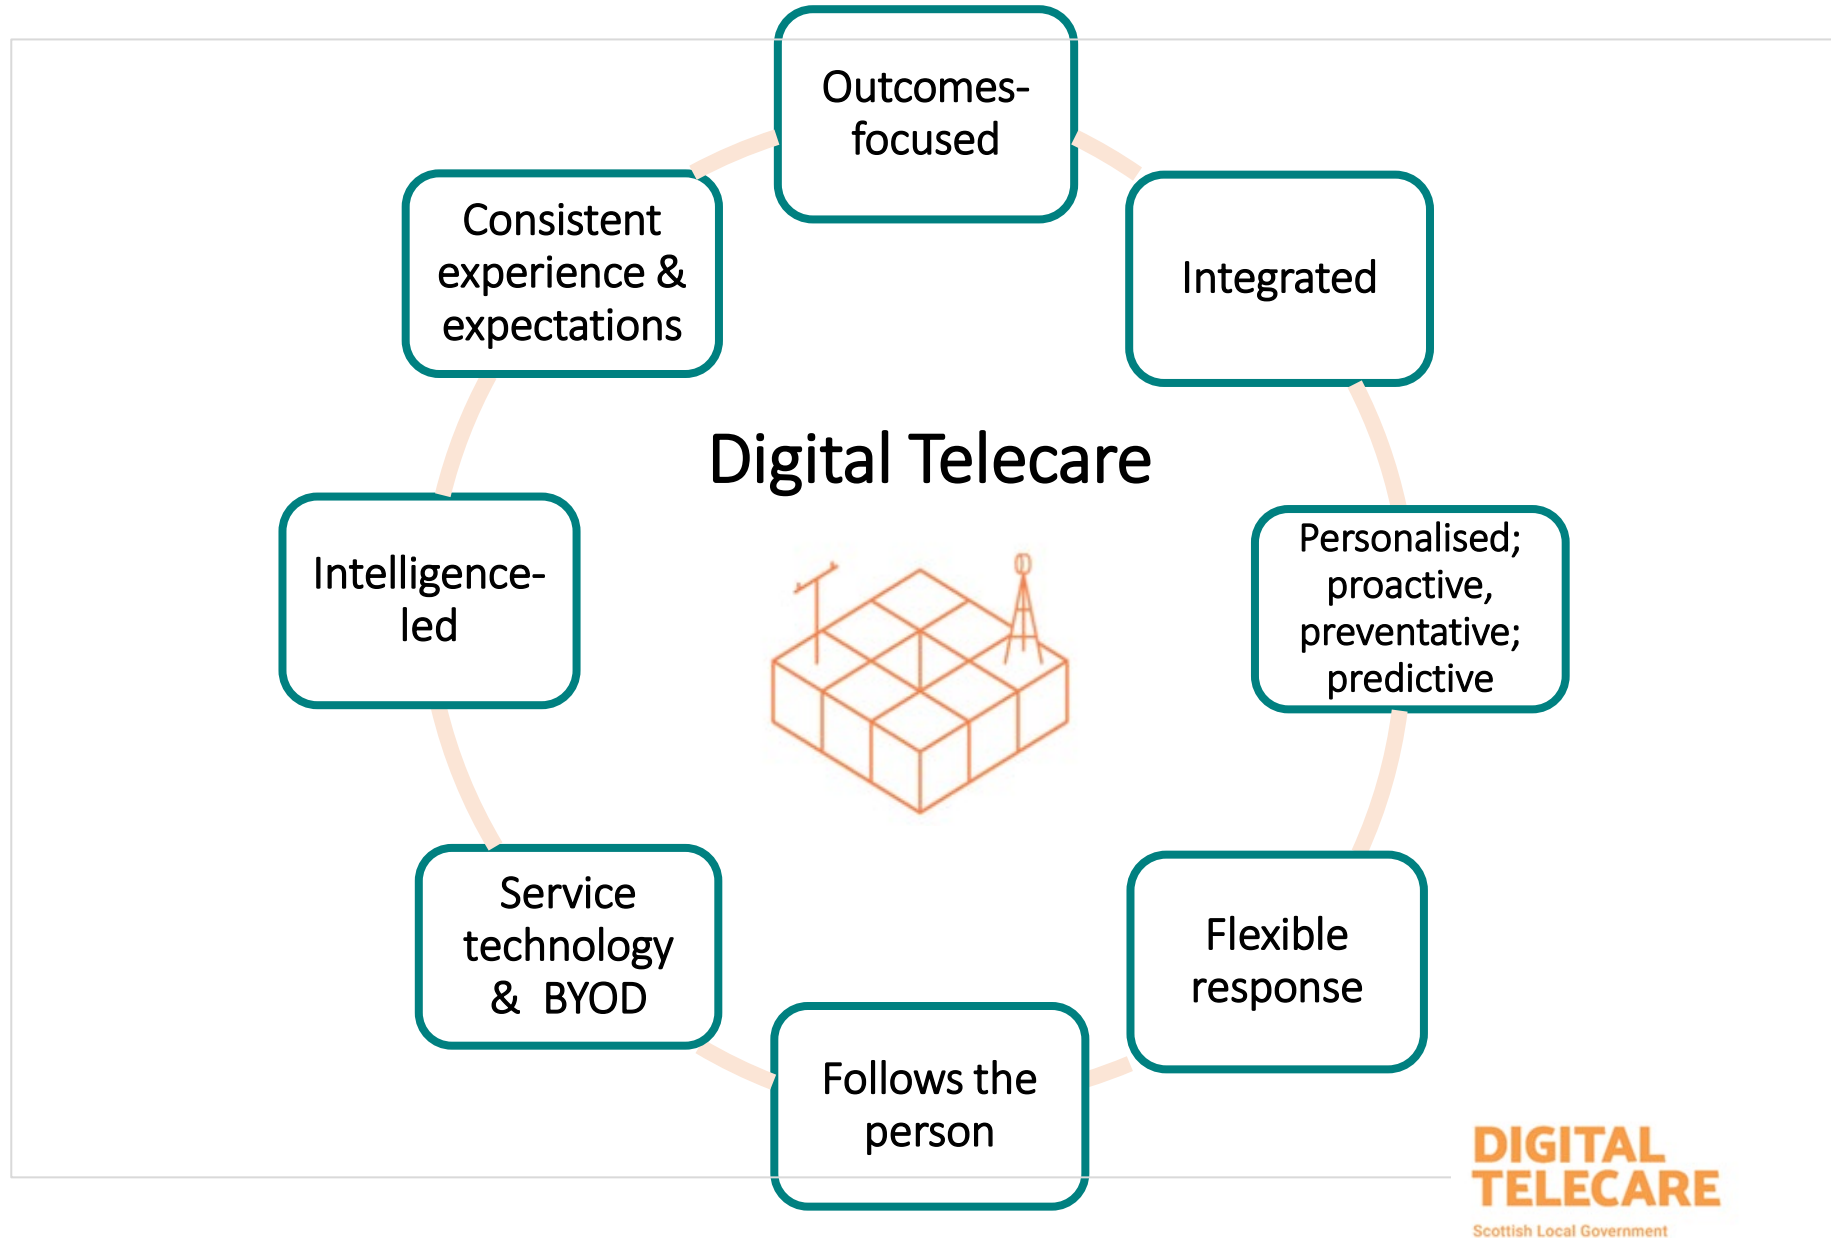 Outcomes-
focused
Integrated
Personalised;
proactive,
preventative;
predictive
Flexible
response
Follows the
person
Service
technology
& BYOD
Intelligence-
led
Consistent
experience &
expectations
Digital Telecare
DIGITAL
TELECARE
Scottish Local Government